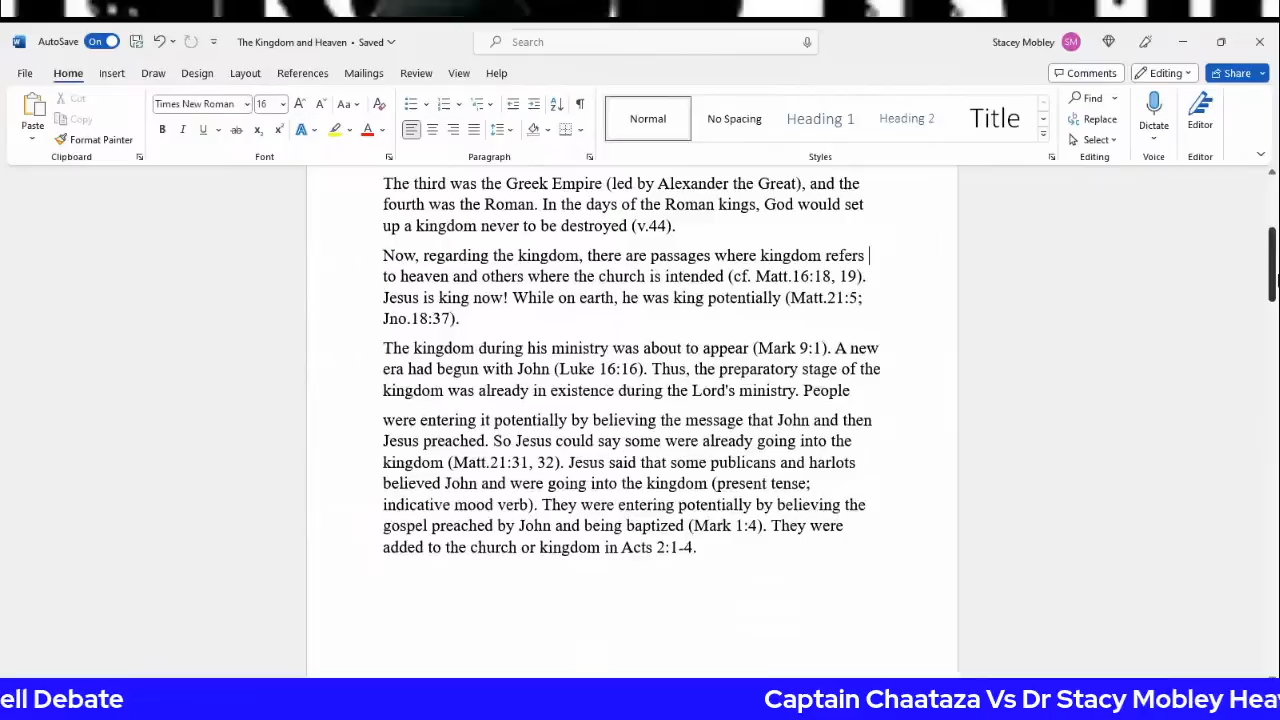 AutoSave On The Kingdom and Heaven • Saved Search Stacey Mobley SM
File Home Insert Draw Design Layout References Mailings Review View Help Comments Editing Share
Paste Cut Copy Format Painter
Times New Roman 16 Aa
Normal No Spacing Heading 1 Heading 2 Title
Find Replace Select Dictate Editor
Clipboard Font Paragraph Styles Editing Voice Editor
The third was the Greek Empire (led by Alexander the Great), and the
fourth was the Roman. In the days of the Roman kings, God would set
up a kingdom never to be destroyed (v.44).
Now, regarding the kingdom, there are passages where kingdom refers
to heaven and others where the church is intended (cf. Matt.16:18, 19).
Jesus is king now! While on earth, he was king potentially (Matt.21:5;
Jno.18:37).
The kingdom during his ministry was about to appear (Mark 9:1). A new
era had begun with John (Luke 16:16). Thus, the preparatory stage of the
kingdom was already in existence during the Lord's ministry. People
were entering it potentially by believing the message that John and then
Jesus preached. So Jesus could say some were already going into the
kingdom (Matt.21:31, 32). Jesus said that some publicans and harlots
believed John and were going into the kingdom (present tense;
indicative mood verb). They were entering potentially by believing the
gospel preached by John and being baptized (Mark 1:4). They were
added to the church or kingdom in Acts 2:1-4.
ell Debate Captain Chaataza Vs Dr Stacy Mobley Hea